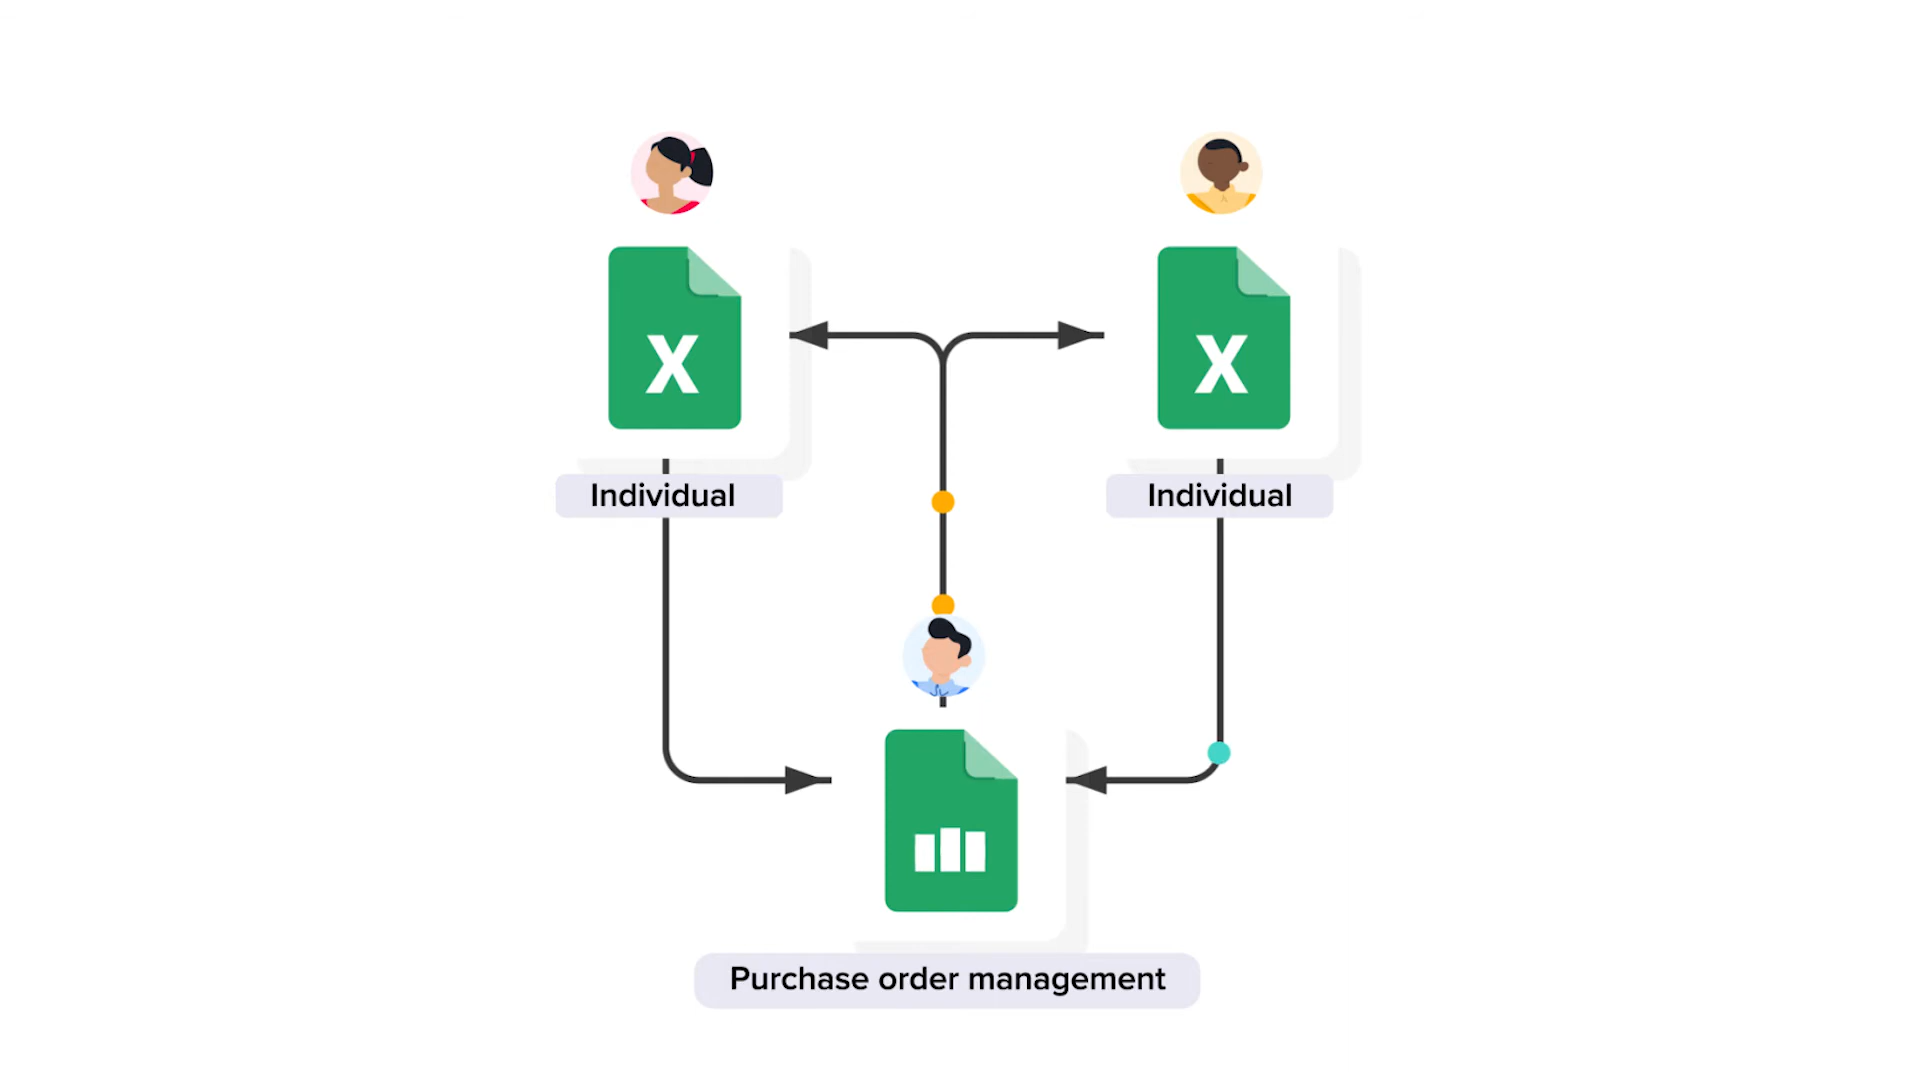 X
X
Individual
Individual
Purchase order management